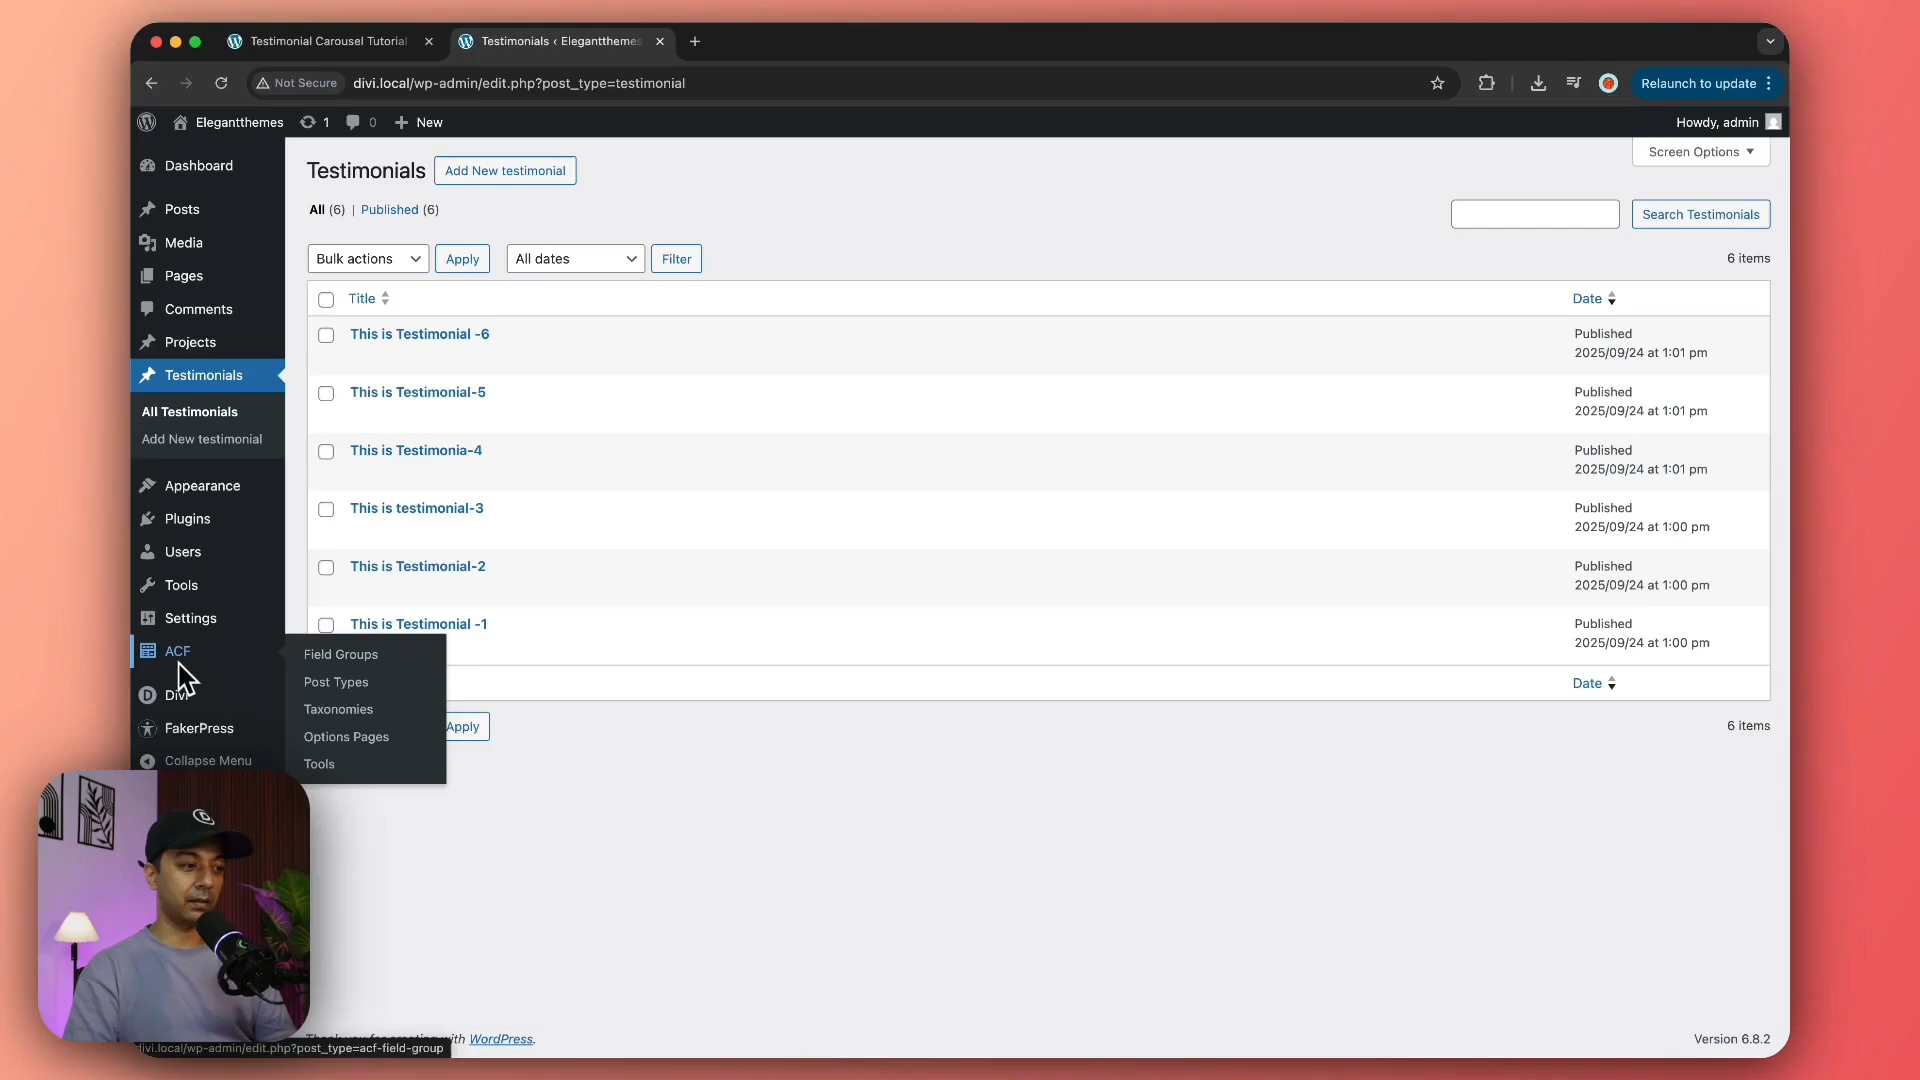 Testimonial Carousel Tutorial
Testimonials ‹ Elegantthemes
Not Secure
divi.local/wp-admin/edit.php?post_type=testimonial
Relaunch to update
Elegantthemes
1
0
New
Howdy, admin
Dashboard
Posts
Media
Pages
Comments
Projects
Testimonials
All Testimonials
Add New testimonial
Appearance
Plugins
Users
Tools
Settings
ACF
Divi
FakerPress
Collapse Menu
Field Groups
Post Types
Taxonomies
Options Pages
Tools
Testimonials
Add New testimonial
Screen Options
All (6) | Published (6)
Search Testimonials
Bulk actions
Apply
All dates
Filter
6 items
Title
Date
This is Testimonial -6
Published
2025/09/24 at 1:01 pm
This is Testimonial-5
Published
2025/09/24 at 1:01 pm
This is Testimonia-4
Published
2025/09/24 at 1:01 pm
This is testimonial-3
Published
2025/09/24 at 1:00 pm
This is Testimonial-2
Published
2025/09/24 at 1:00 pm
This is Testimonial -1
Published
2025/09/24 at 1:00 pm
Date
Apply
6 items
with WordPress.
Version 6.8.2
divi.local/wp-admin/edit.php?post_type=acf-field-group